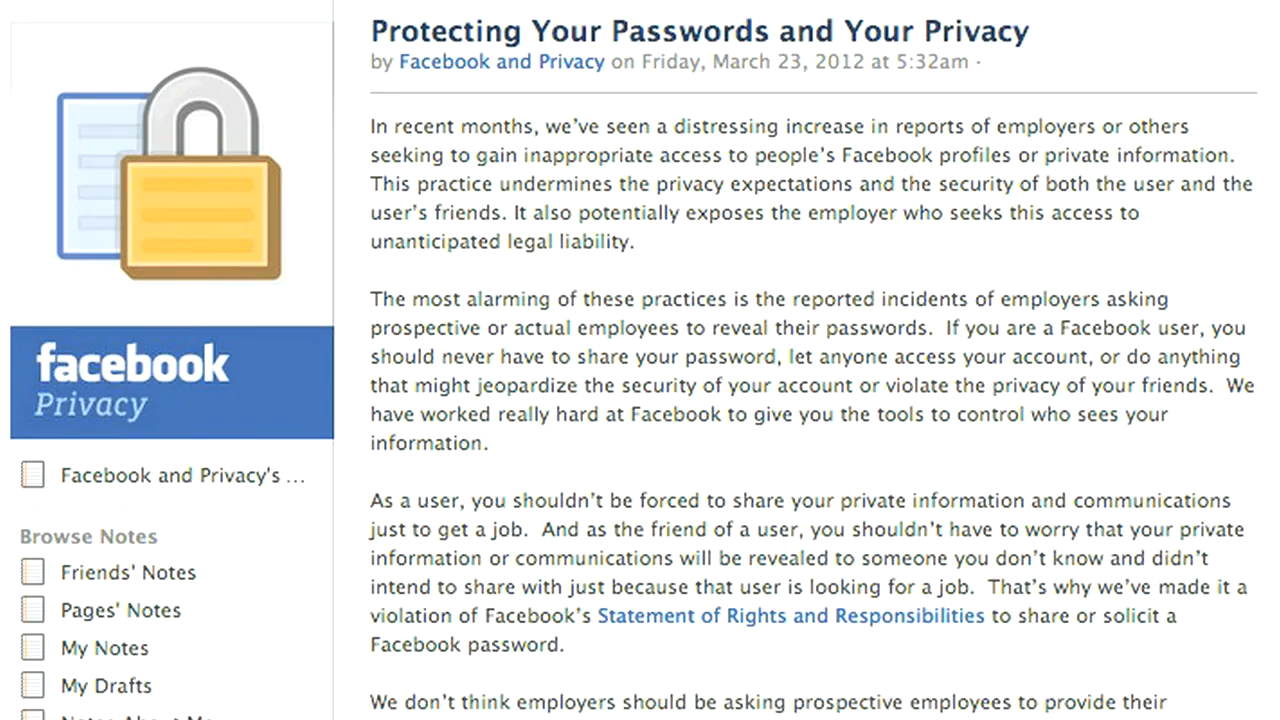 Protecting Your Passwords and Your Privacy
by Facebook and Privacy on Friday, March 23, 2012 at 5:32am ·
In recent months, we’ve seen a distressing increase in reports of employers or others
seeking to gain inappropriate access to people’s Facebook profiles or private information.
This practice undermines the privacy expectations and the security of both the user and the
user’s friends. It also potentially exposes the employer who seeks this access to
unanticipated legal liability.
The most alarming of these practices is the reported incidents of employers asking
prospective or actual employees to reveal their passwords.  If you are a Facebook user, you
should never have to share your password, let anyone access your account, or do anything
that might jeopardize the security of your account or violate the privacy of your friends.  We
have worked really hard at Facebook to give you the tools to control who sees your
information.
As a user, you shouldn’t be forced to share your private information and communications
just to get a job.  And as the friend of a user, you shouldn’t have to worry that your private
information or communications will be revealed to someone you don’t know and didn’t
intend to share with just because that user is looking for a job.  That’s why we’ve made it a
violation of Facebook’s Statement of Rights and Responsibilities to share or solicit a
Facebook password.
We don’t think employers should be asking prospective employees to provide their
facebook
Privacy
Facebook and Privacy's ...
Browse Notes
Friends' Notes
Pages' Notes
My Notes
My Drafts